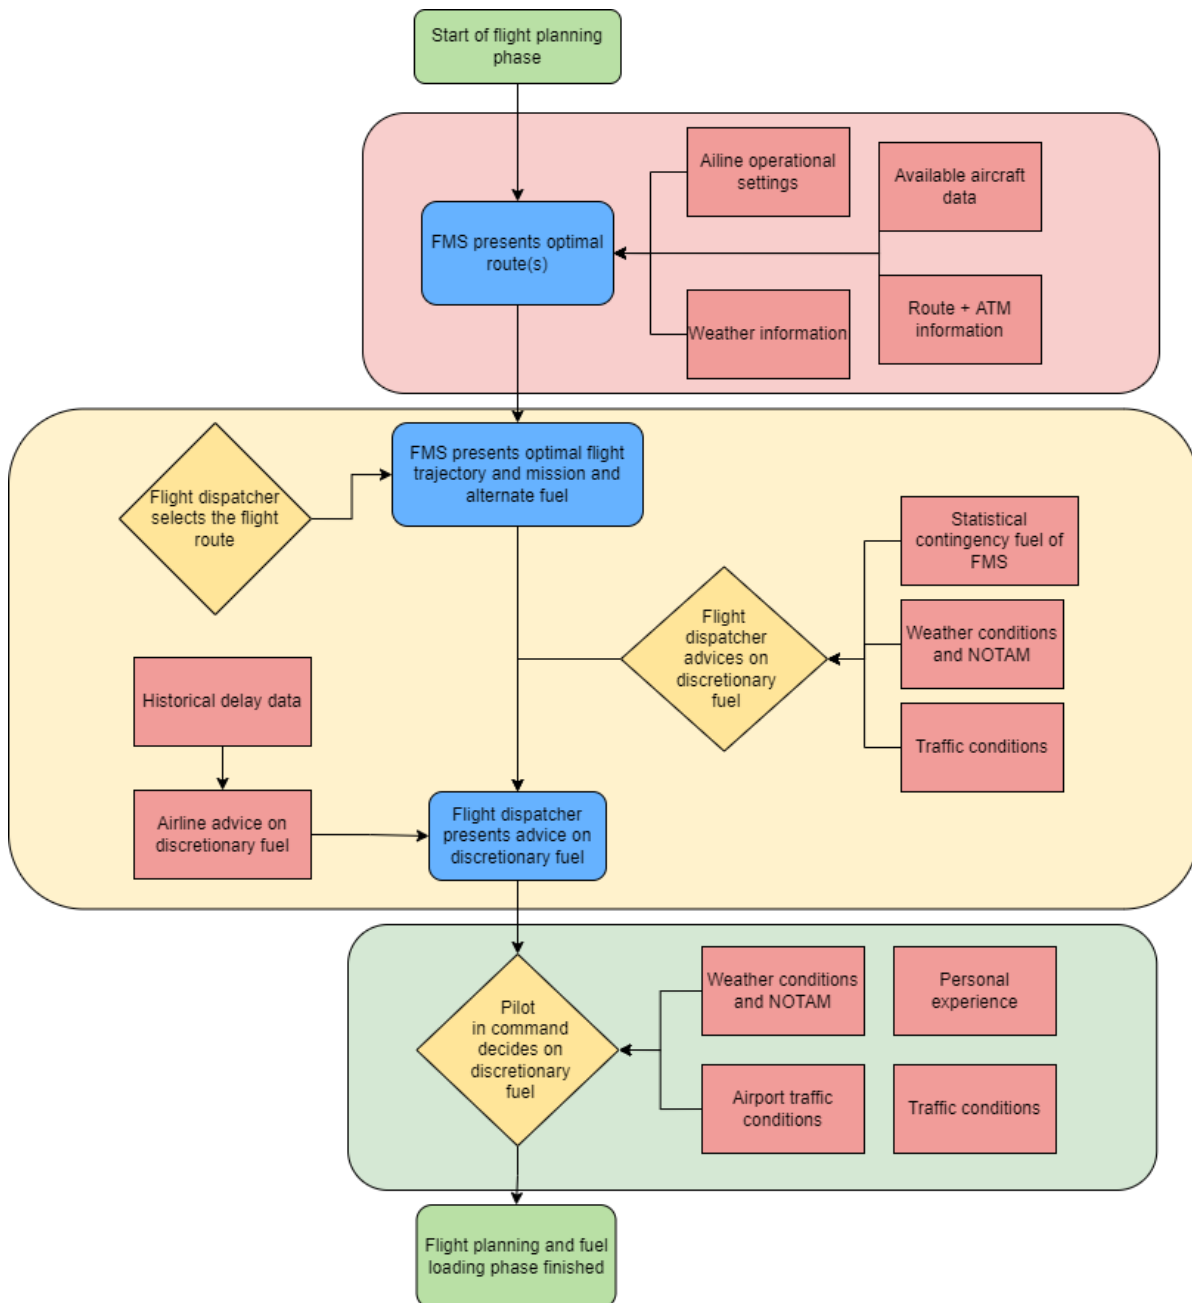 Start of flight planning
phase
Ailine operational
settings
Available aircraft
data
FMS presents optimal
route(s)
Weather information
Route + ATM
information
FMS presents optimal flight
trajectory and mission and
alternate fuel
Flight dispatcher
selects the flight
route
Statistical
contingency fuel of
FMS
Flight
dispatcher
advices on
discretionary
fuel
Weather conditions
and NOTAM
Historical delay data
Traffic conditions
Airline advice on
discretionary fuel
Flight dispatcher
presents advice on
discretionary fuel
Weather conditions
and NOTAM
Personal
experience
Pilot
in command
decides on
discretionary
fuel
Airport traffic
conditions
Traffic conditions
Flight planning and fuel
loading phase finished